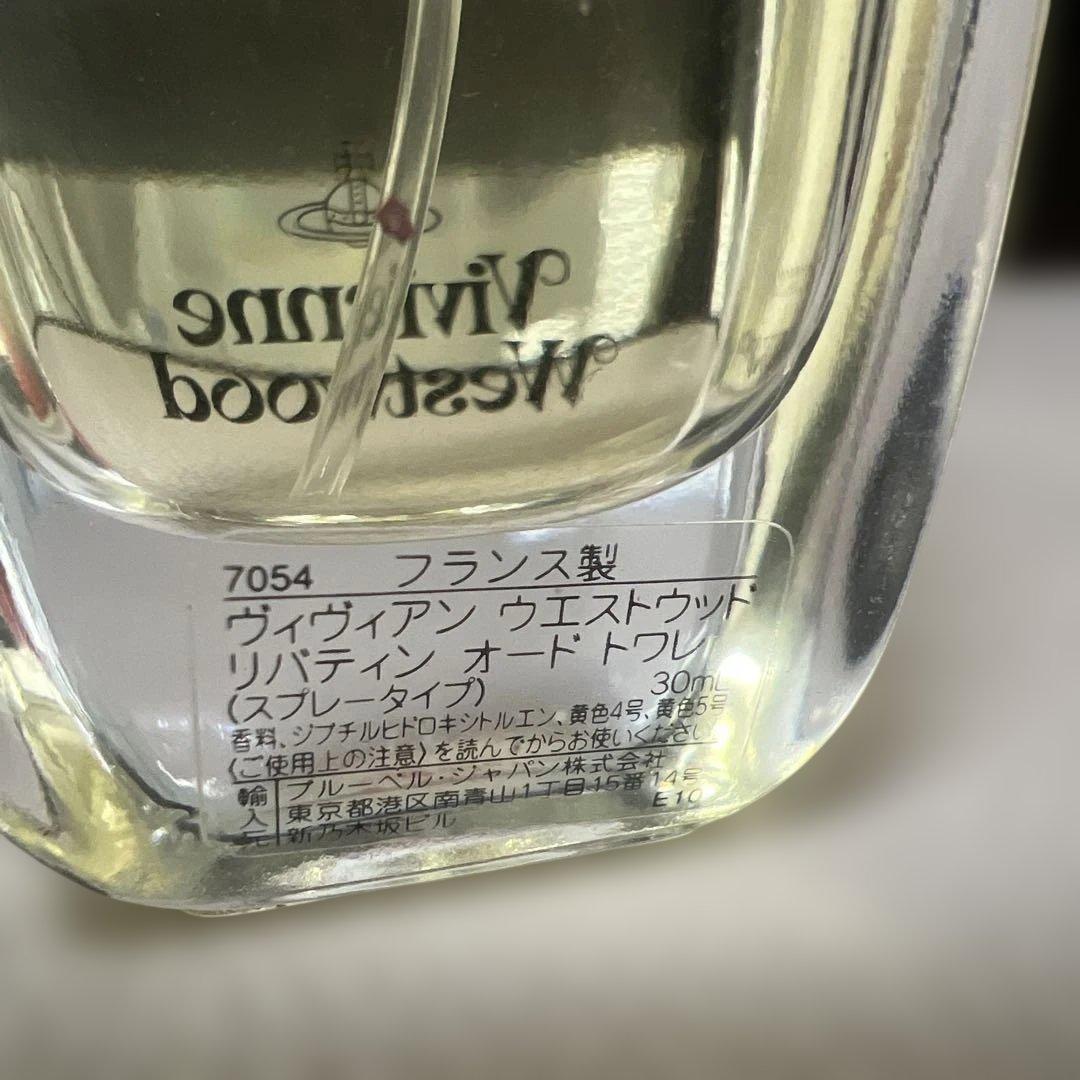 Vivienne
Westwood
7054 フランス製
ヴィヴィアン ウエストウッド
リバティン オード トワレ
(スプレータイプ) 30mL
香料、ジブチルヒドロキシトルエン、黄色4号、黄色5号
(ご使用上の注意)を読んでからお使いください
輸入元 ブルーベル・ジャパン株式会社
東京都港区南青山1丁目15番14号
新乃木坂ビル E10